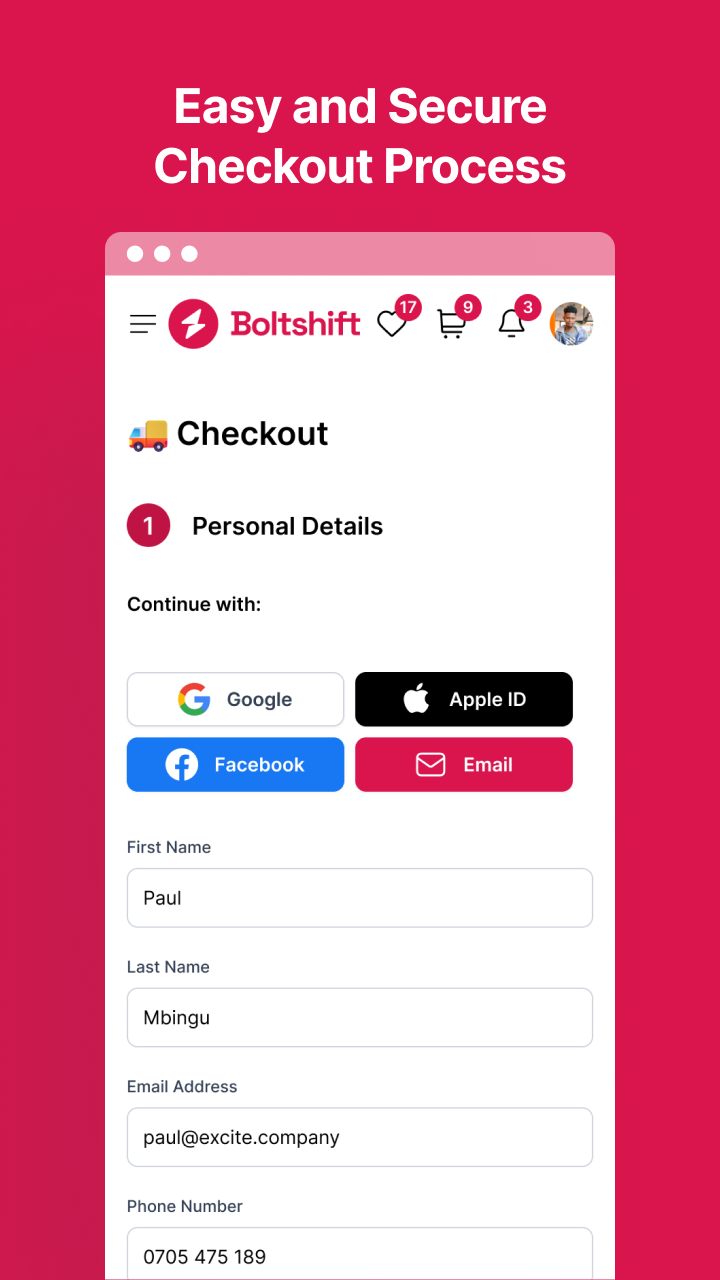 Easy and Secure
Checkout Process
Boltshift
17
9
3
Checkout
1 Personal Details
Continue with:
Google Apple ID
Facebook Email
First Name
Paul
Last Name
Mbingu
Email Address
paul@excite.company
Phone Number
0705 475 189